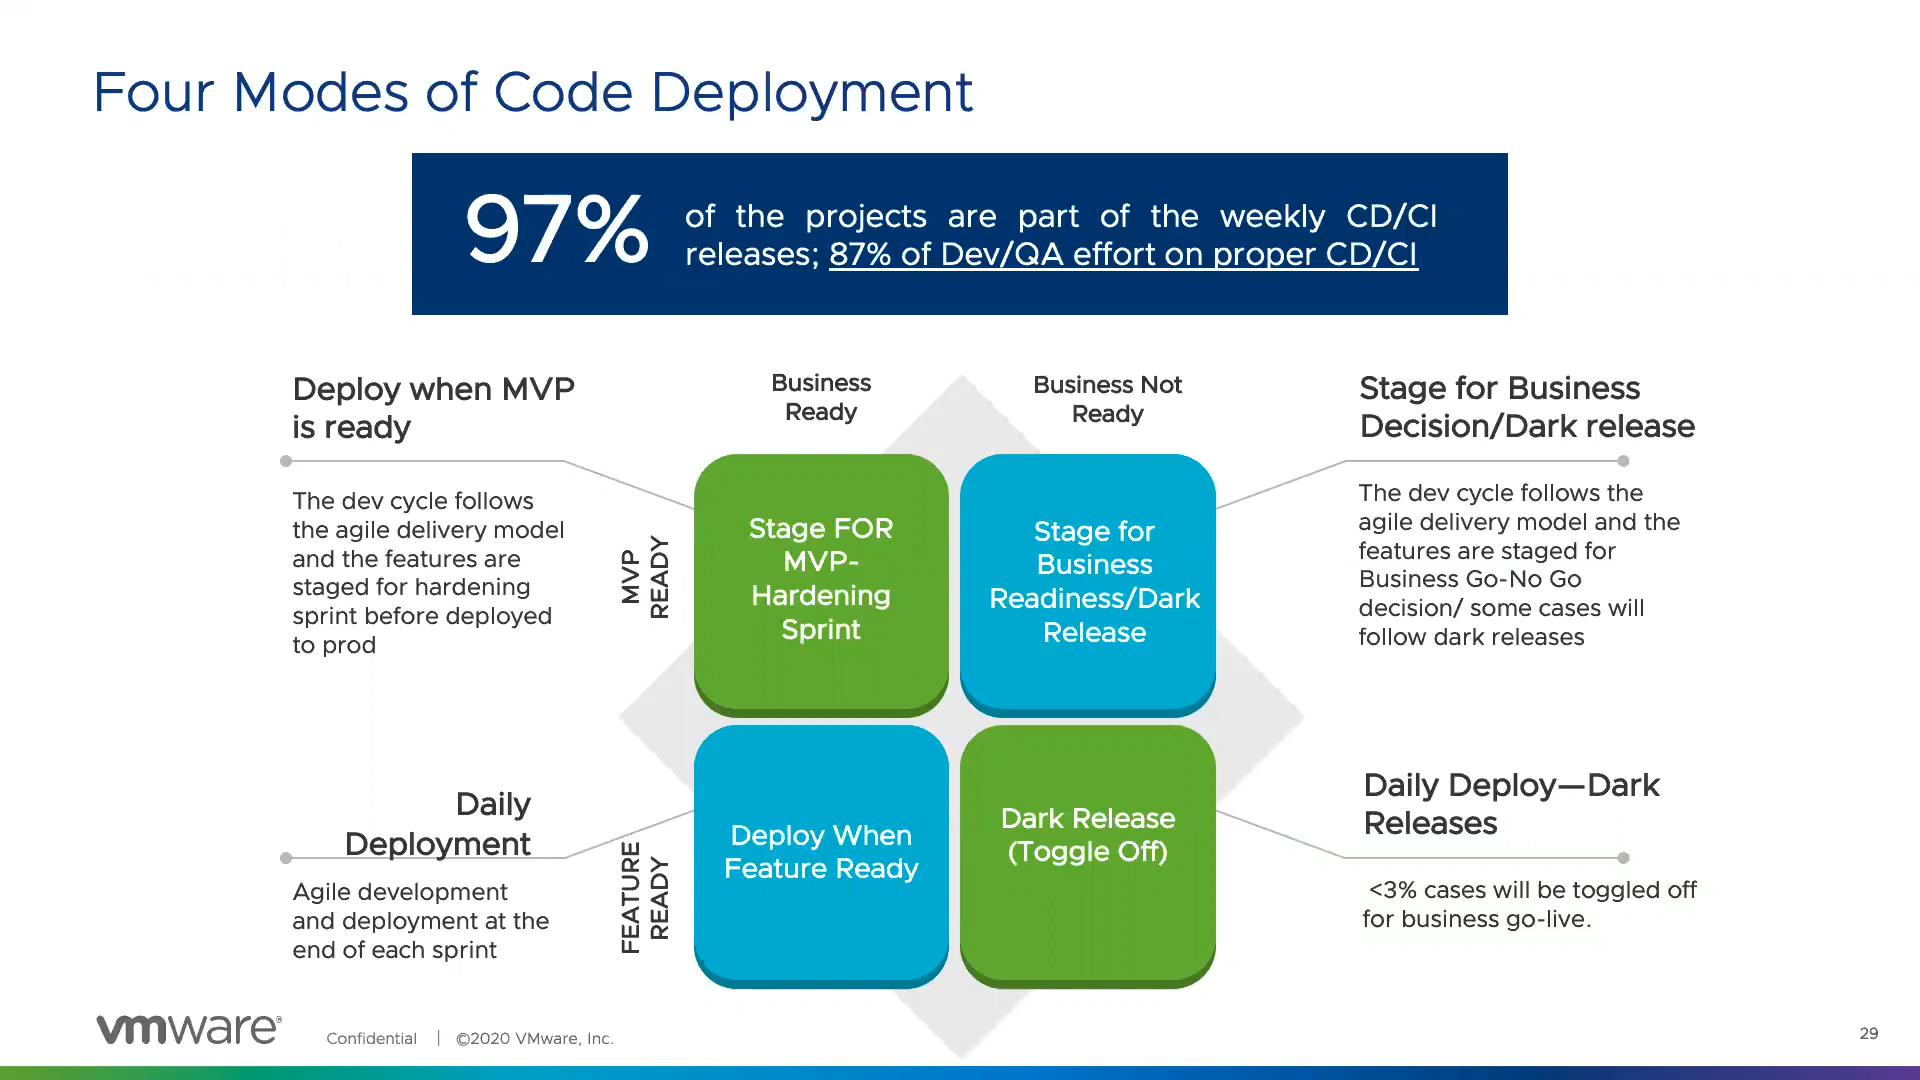 Four Modes of Code Deployment
97%
of the projects are part of the weekly CD/CI
releases; 87% of Dev/QA effort on proper CD/CI
Deploy when MVP
is ready
The dev cycle follows
the agile delivery model
and the features are
staged for hardening
sprint before deployed
to prod
Business
Ready
Business Not
Ready
Stage for Business
Decision/Dark release
The dev cycle follows the
agile delivery model and the
features are staged for
Business Go-No Go
decision/ some cases will
follow dark releases
MVP
READY
Stage FOR
MVP-
Hardening
Sprint
Stage for
Business
Readiness/Dark
Release
Daily
Deployment
Agile development
and deployment at the
end of each sprint
FEATURE
READY
Deploy When
Feature Ready
Dark Release
(Toggle Off)
Daily Deploy—Dark
Releases
<3% cases will be toggled off
for business go-live.
vmware®
Confidential | ©2020 VMware, Inc.
29